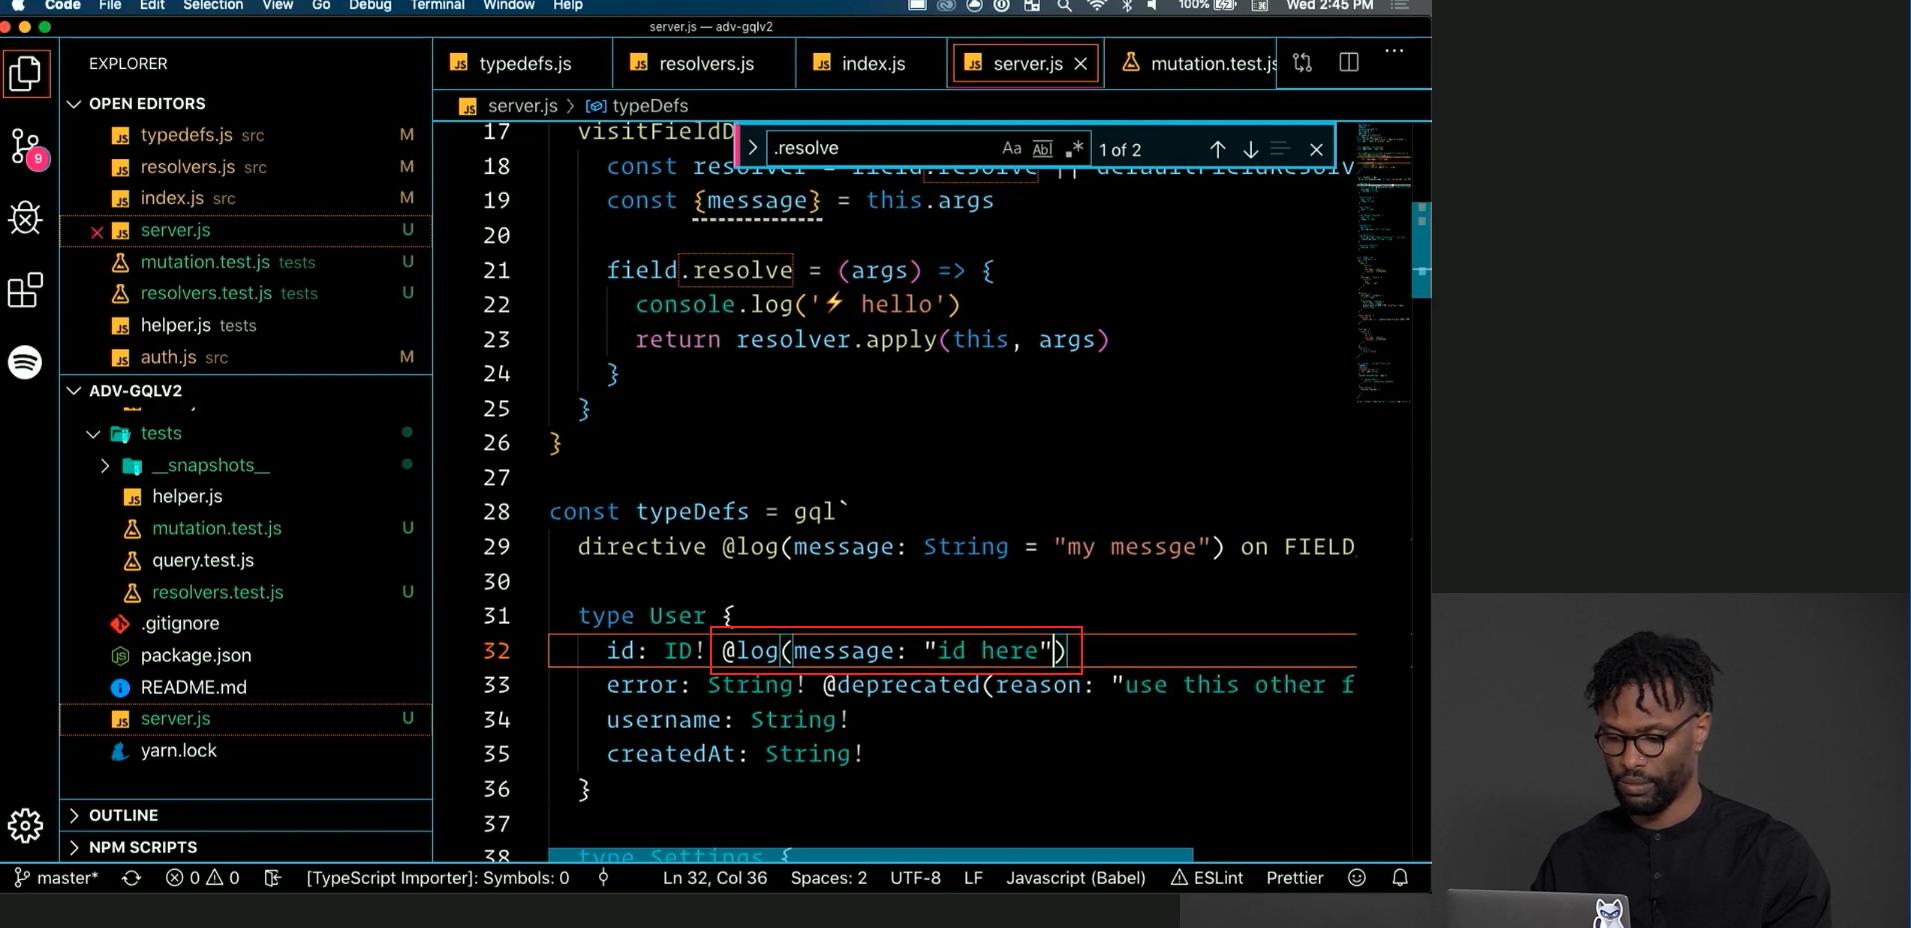 Code File Edit Selection View Go Debug Terminal Window Help 100% Wed 2:45 PM
server.js — adv-gqlv2
EXPLORER
typedefs.js resolvers.js index.js server.js mutation.test.js
OPEN EDITORS
server.js > typeDefs
typedefs.js src M
resolvers.js src M
index.js src M
server.js U
mutation.test.js tests U
resolvers.test.js tests U
helper.js tests
auth.js src M
ADV-GQLV2
tests
__snapshots__
helper.js
mutation.test.js U
query.test.js
resolvers.test.js U
.gitignore
package.json
README.md
server.js U
yarn.lock
OUTLINE
NPM SCRIPTS
9
.resolve Aa Abl .* 1 of 2
17 visitFieldD
18 const resolver = field.resolve || defaultFieldResolv
19 const {message} = this.args
20
21 field.resolve = (args) => {
22 console.log('⚡ hello')
23 return resolver.apply(this, args)
24 }
25 }
26 }
27
28 const typeDefs = gql`
29 directive @log(message: String = "my messge") on FIELD_
30
31 type User {
32 id: ID! @log(message: "id here")
33 error: String! @deprecated(reason: "use this other f
34 username: String!
35 createdAt: String!
36 }
37
38 type Settings {
master* 0 0 [TypeScript Importer]: Symbols: 0 Ln 32, Col 36 Spaces: 2 UTF-8 LF Javascript (Babel) ESLint Prettier